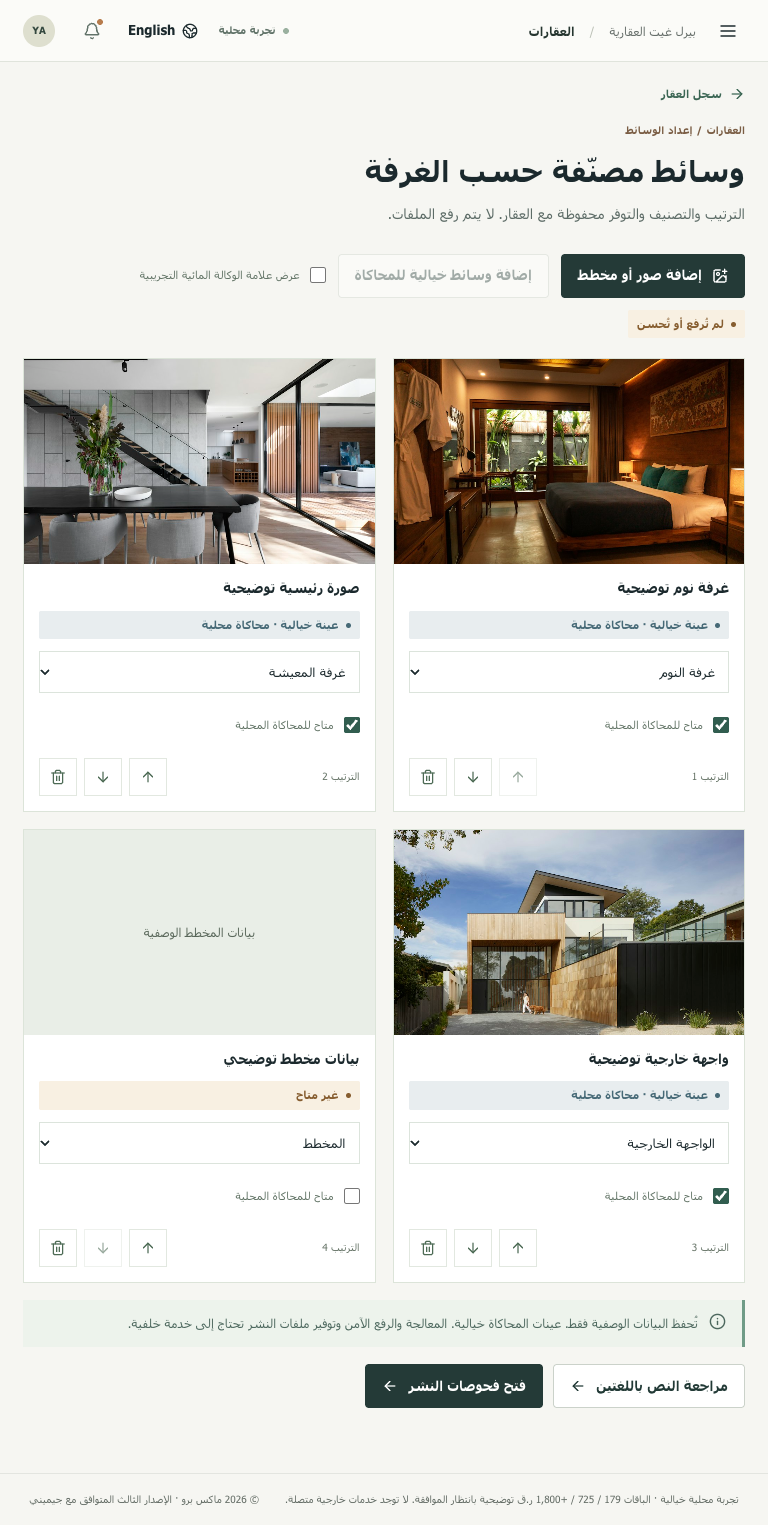 بيرل غيت العقارية / العقارات
تجربة محلية
English
YA
سجل العقار
العقارات / إعداد الوسائط
وسائط مصنّفة حسب الغرفة
الترتيب والتصنيف والتوفر محفوظة مع العقار. لا يتم رفع الملفات.
إضافة صور أو مخطط
إضافة وسائط خيالية للمحاكاة
عرض علامة الوكالة المائية التجريبية
لم تُرفع أو تُحسن
غرفة نوم توضيحية
عينة خيالية · محاكاة محلية
غرفة النوم
متاح للمحاكاة المحلية
الترتيب 1
صورة رئيسية توضيحية
عينة خيالية · محاكاة محلية
غرفة المعيشة
متاح للمحاكاة المحلية
الترتيب 2
واجهة خارجية توضيحية
عينة خيالية · محاكاة محلية
الواجهة الخارجية
متاح للمحاكاة المحلية
الترتيب 3
بيانات المخطط الوصفية
بيانات مخطط توضيحي
غير متاح
المخطط
متاح للمحاكاة المحلية
الترتيب 4
تُحفظ البيانات الوصفية فقط. عينات المحاكاة خيالية. المعالجة والرفع الآمن وتوفير ملفات النشر تحتاج إلى خدمة خلفية.
مراجعة النص باللغتين
فتح فحوصات النشر
تجربة محلية خيالية · الباقات 179 / 725 / +1,800 ر.ق توضيحية بانتظار الموافقة. لا توجد خدمات خارجية متصلة.
© 2026 ماكس برو · الإصدار الثالث المتوافق مع جيميني